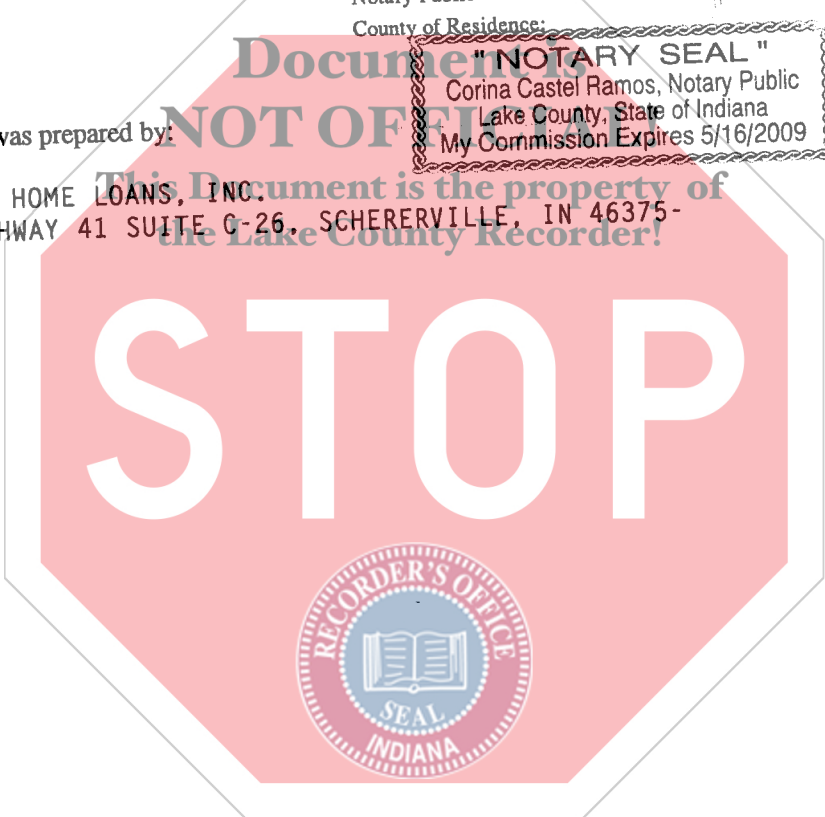 Notary Public
County of Residence:
"NOTARY SEAL"
Corina Castel Ramos, Notary Public
Lake County, State of Indiana
My Commission Expires 5/16/2009
Document is
NOT OFFICIAL!
This Document is the property of
the Lake County Recorder!
was prepared by:
HOME LOANS, INC.
HWAY 41 SUITE C-26, SCHERERVILLE, IN 46375-
STOP
RECORDER'S OFFICE
SEAL
INDIANA